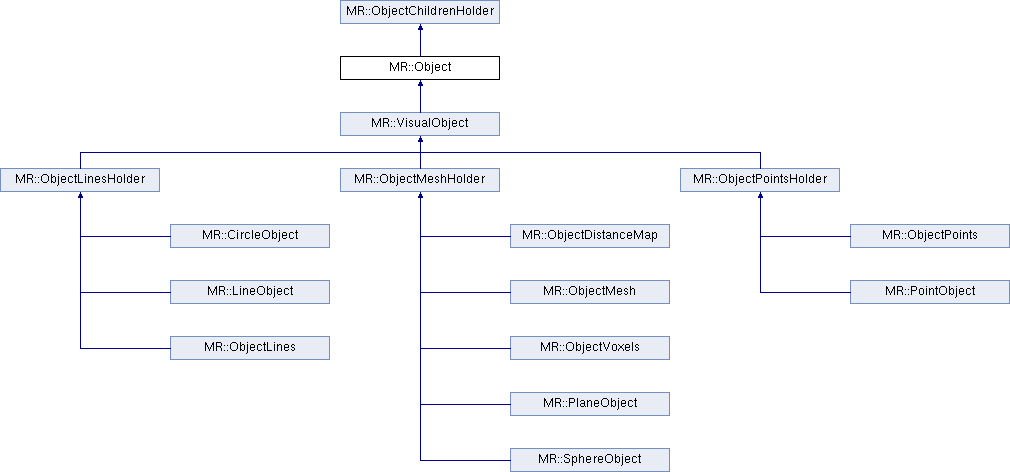 MR::ObjectChildrenHolder
MR::Object
MR::VisualObject
MR::ObjectLinesHolder
MR::ObjectMeshHolder
MR::ObjectPointsHolder
MR::CircleObject
MR::ObjectDistanceMap
MR::ObjectPoints
MR::LineObject
MR::ObjectMesh
MR::PointObject
MR::ObjectLines
MR::ObjectVoxels
MR::PlaneObject
MR::SphereObject